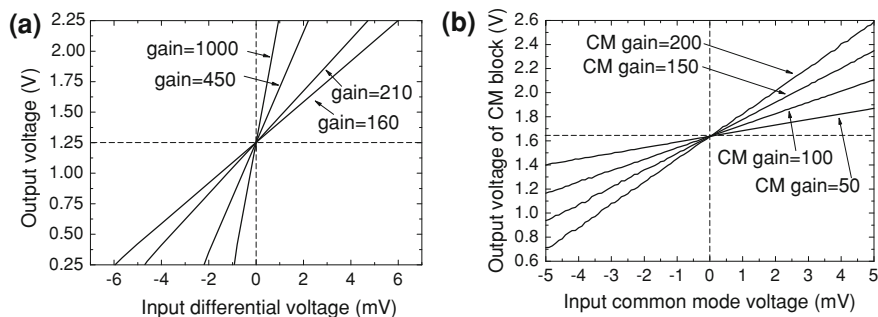 (a)
2.25
2.00
1.75
1.50
1.25
1.00
0.75
0.50
0.25
Output voltage (V)
gain=1000
gain=450
gain=210
gain=160
-6 -4 -2 0 2 4 6
Input differential voltage (mV)
(b)
2.6
2.4
2.2
2.0
1.8
1.6
1.4
1.2
1.0
0.8
0.6
Output voltage of CM block (V)
CM gain=200
CM gain=150
CM gain=100
CM gain=50
-5 -4 -3 -2 -1 0 1 2 3 4 5
Input common mode voltage (mV)